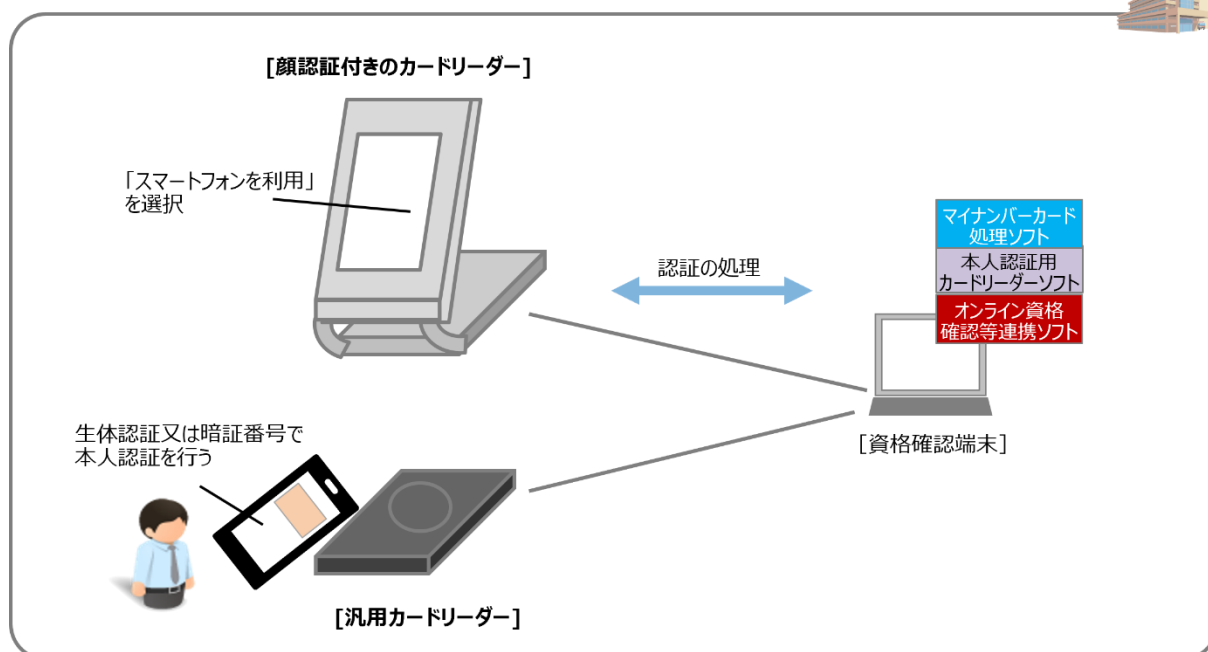 [顔認証付きのカードリーダー]
「スマートフォンを利用」
を選択
マイナンバーカード
処理ソフト
本人認証用
カードリーダーソフト
オンライン資格
確認等連携ソフト
認証の処理
[資格確認端末]
生体認証又は暗証番号で
本人認証を行う
[汎用カードリーダー]